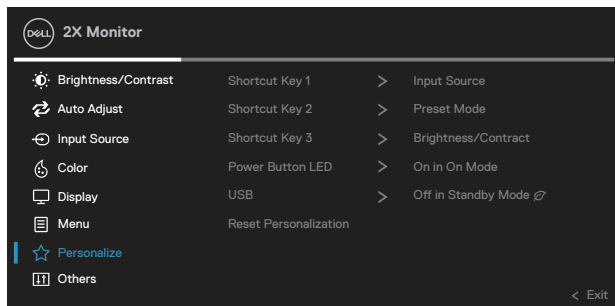 DELL 2X Monitor
Brightness/Contrast Shortcut Key 1 > Input Source
Auto Adjust Shortcut Key 2 > Preset Mode
Input Source Shortcut Key 3 > Brightness/Contract
Color Power Button LED > On in On Mode
Display USB > Off in Standby Mode
Menu Reset Personalization
Personalize
Others
< Exit